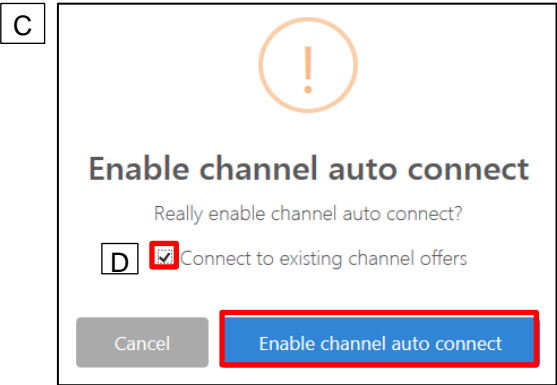 C
!
Enable channel auto connect
Really enable channel auto connect?
D Connect to existing channel offers
Cancel Enable channel auto connect